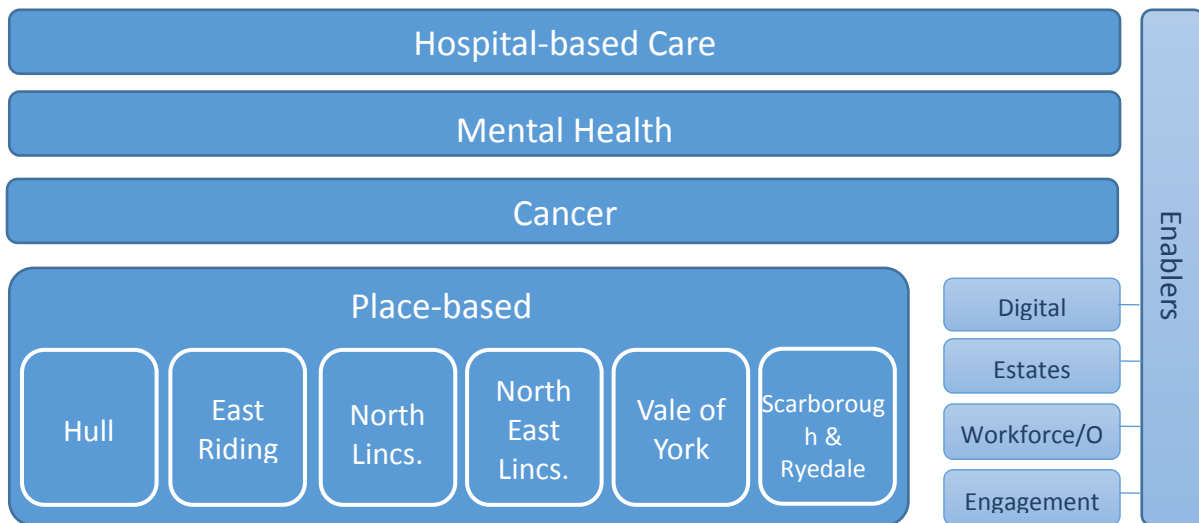 Hospital-based Care
Mental Health
Cancer
Place-based
Hull
East
Riding
North
Lincs.
North
East
Lincs.
Vale of
York
Scarboroug
h &
Ryedale
Digital
Estates
Workforce/O
Engagement
Enablers